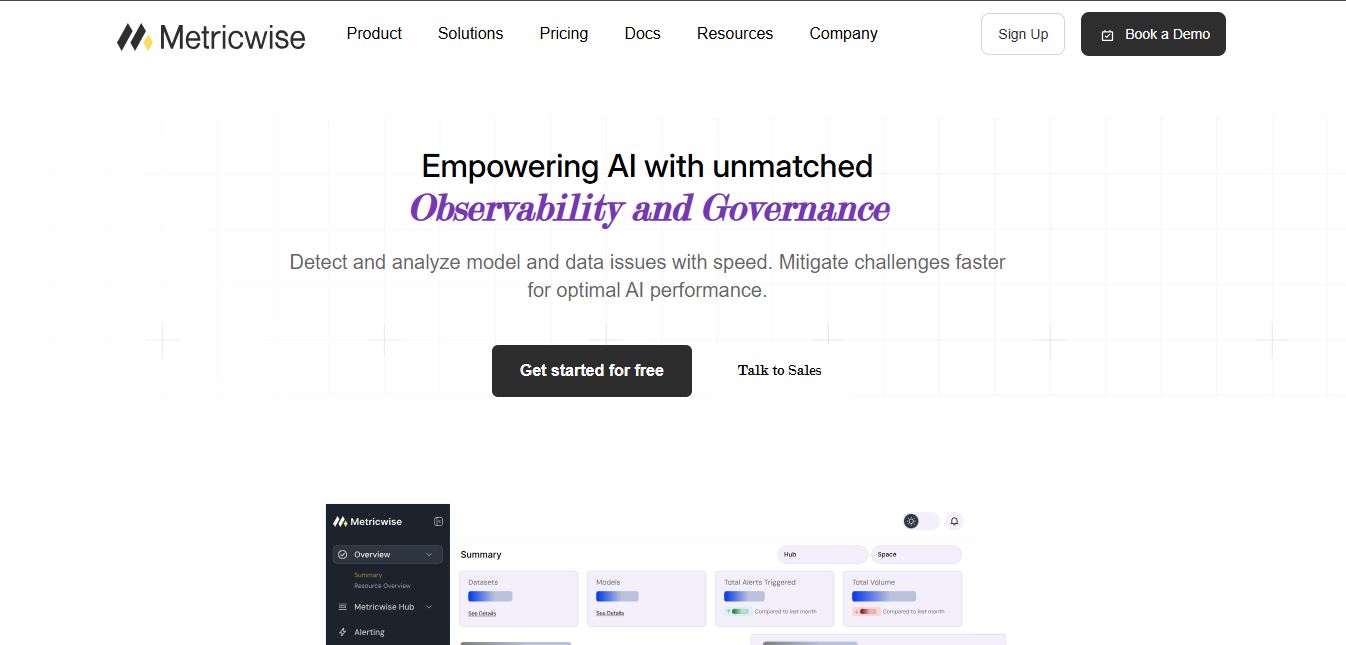 Metricwise
Product Solutions Pricing Docs Resources Company
Sign Up
Book a Demo
Empowering AI with unmatched
Observability and Governance
Detect and analyze model and data issues with speed. Mitigate challenges faster
for optimal AI performance.
Get started for free
Talk to Sales
Metricwise
Overview
Summary
Resource Overview
Metricwise Hub
Alerting
Summary
Hub
Space
Datasets
See Details
Models
See Details
Total Alerts Triggered
Compared to last month
Total Volume
Compared to last month